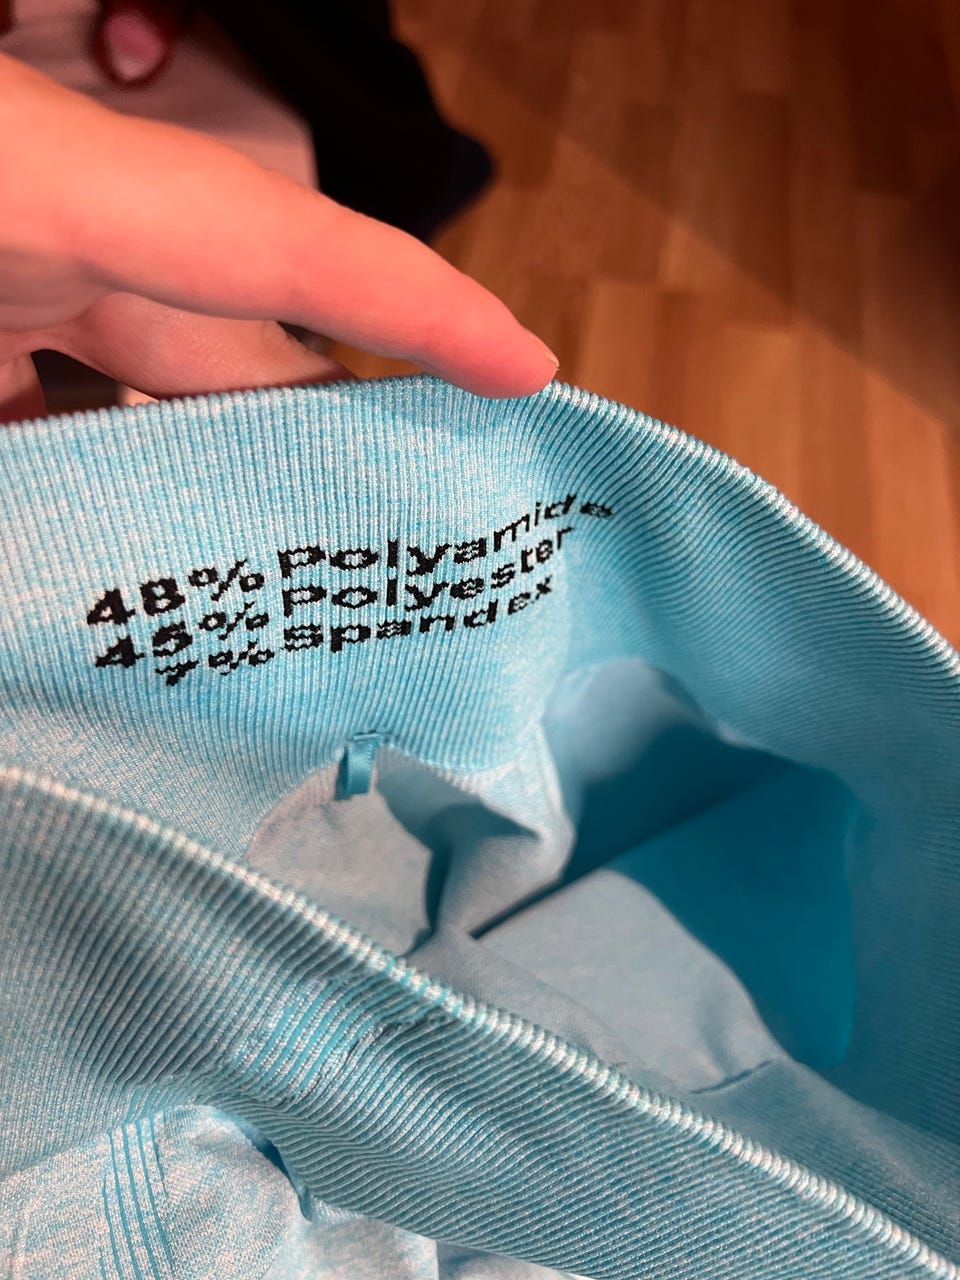 48% Polyamide
45% Polyester
7% Spandex